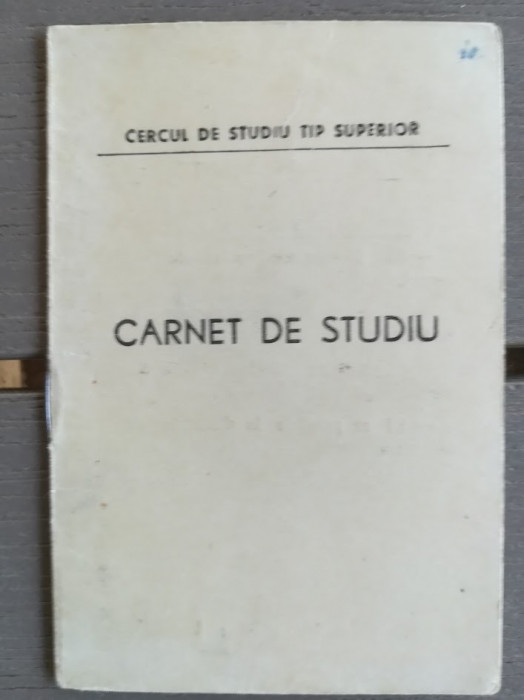 CERCUL DE STUDIU TIP SUPERIOR
CARNET DE STUDIU